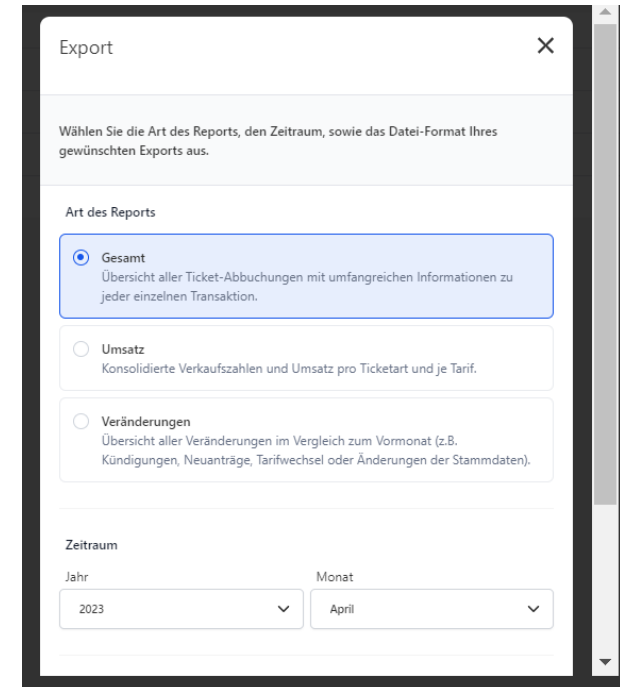 Export
Wählen Sie die Art des Reports, den Zeitraum, sowie das Datei-Format Ihres
gewünschten Exports aus.
Art des Reports
Gesamt
Übersicht aller Ticket-Abbuchungen mit umfangreichen Informationen zu
jeder einzelnen Transaktion.
Umsatz
Konsolidierte Verkaufszahlen und Umsatz pro Ticketart und je Tarif.
Veränderungen
Übersicht aller Veränderungen im Vergleich zum Vormonat (z.B.
Kündigungen, Neuanträge, Tarifwechsel oder Änderungen der Stammdaten).
Zeitraum
Jahr
Monat
2023
April